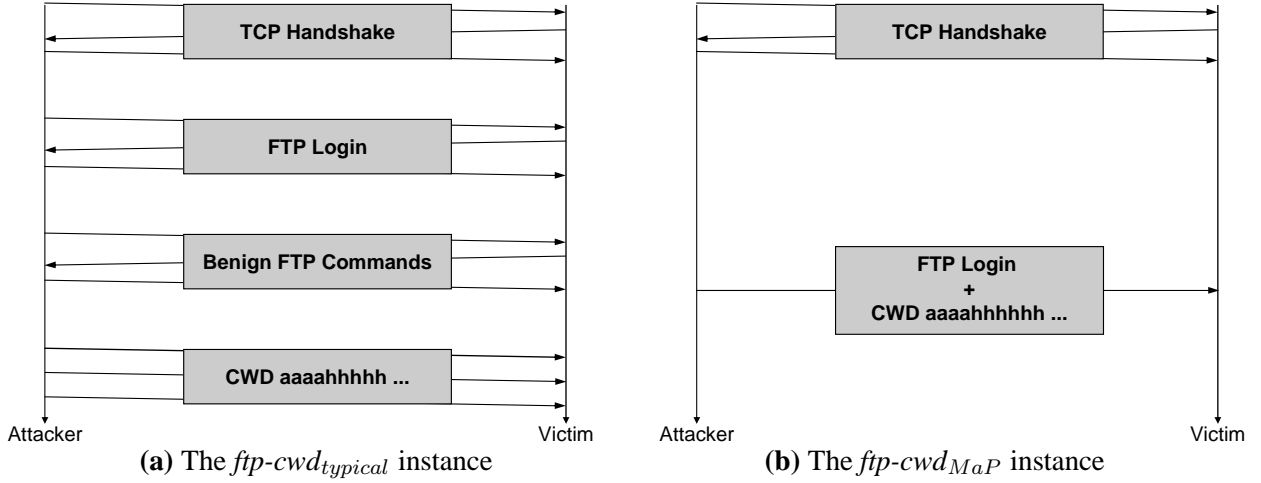 TCP Handshake
FTP Login
Benign FTP Commands
CWD aaaahhhhh ...
Attacker
Victim
(a) The ftp-cwdtypical instance
TCP Handshake
FTP Login
+
CWD aaaahhhhhh ...
Attacker
Victim
(b) The ftp-cwdMaP instance